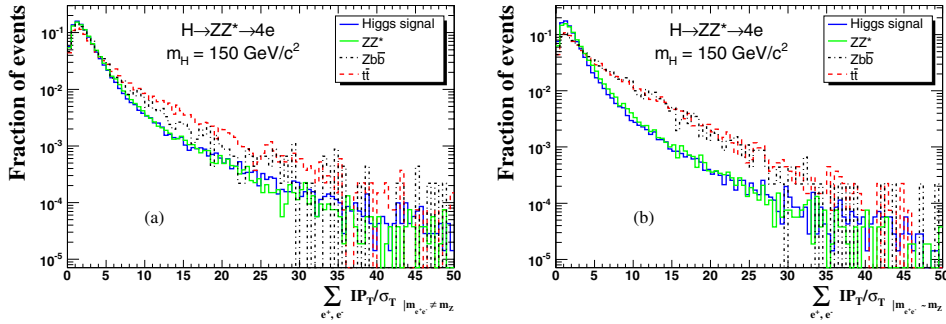 H→ZZ*→4e
m_H = 150 GeV/c²
Higgs signal
ZZ*
Zbb̄
tt̄
Fraction of events
10⁻¹
10⁻²
10⁻³
10⁻⁴
10⁻⁵
(a)
0 5 10 15 20 25 30 35 40 45 50
∑ IP_T/σ_T |m_e⁺e⁻ ≠ m_Z
e⁺, e⁻
H→ZZ*→4e
m_H = 150 GeV/c²
Higgs signal
ZZ*
Zbb̄
tt̄
Fraction of events
10⁻¹
10⁻²
10⁻³
10⁻⁴
10⁻⁵
(b)
0 5 10 15 20 25 30 35 40 45 50
∑ IP_T/σ_T |m_e⁺e⁻ ~ m_Z
e⁺, e⁻